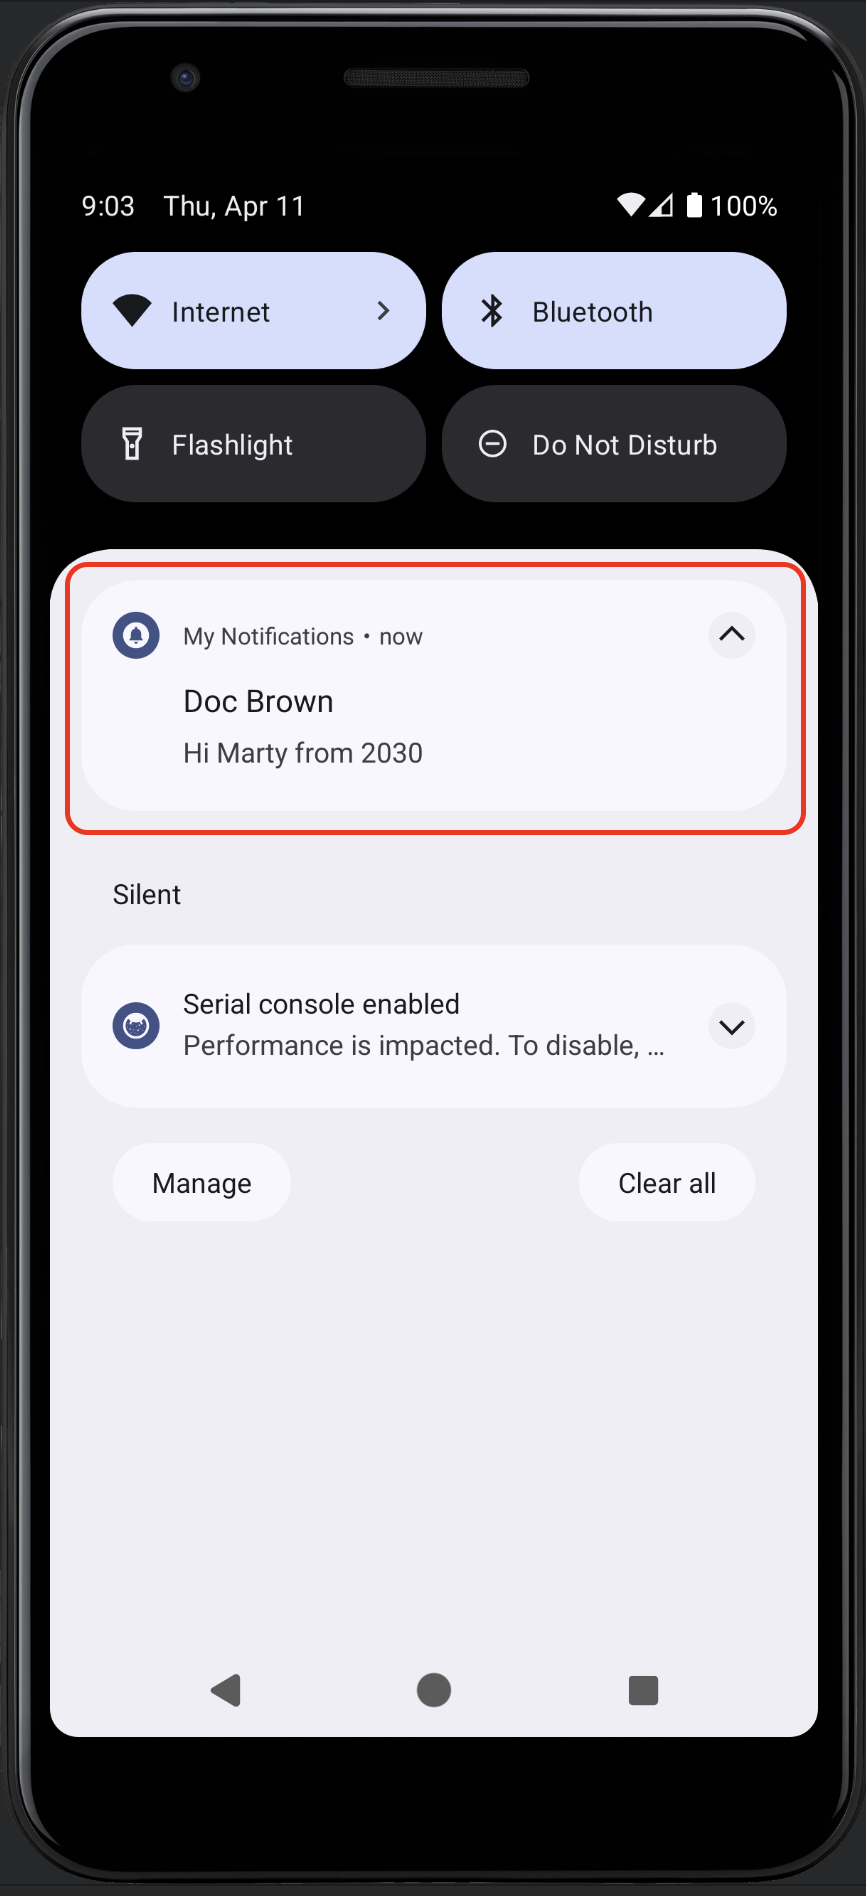 9:03 Thu, Apr 11 100%
Internet Bluetooth
Flashlight Do Not Disturb
My Notifications • now
Doc Brown
Hi Marty from 2030
Silent
Serial console enabled
Performance is impacted. To disable, ...
Manage Clear all